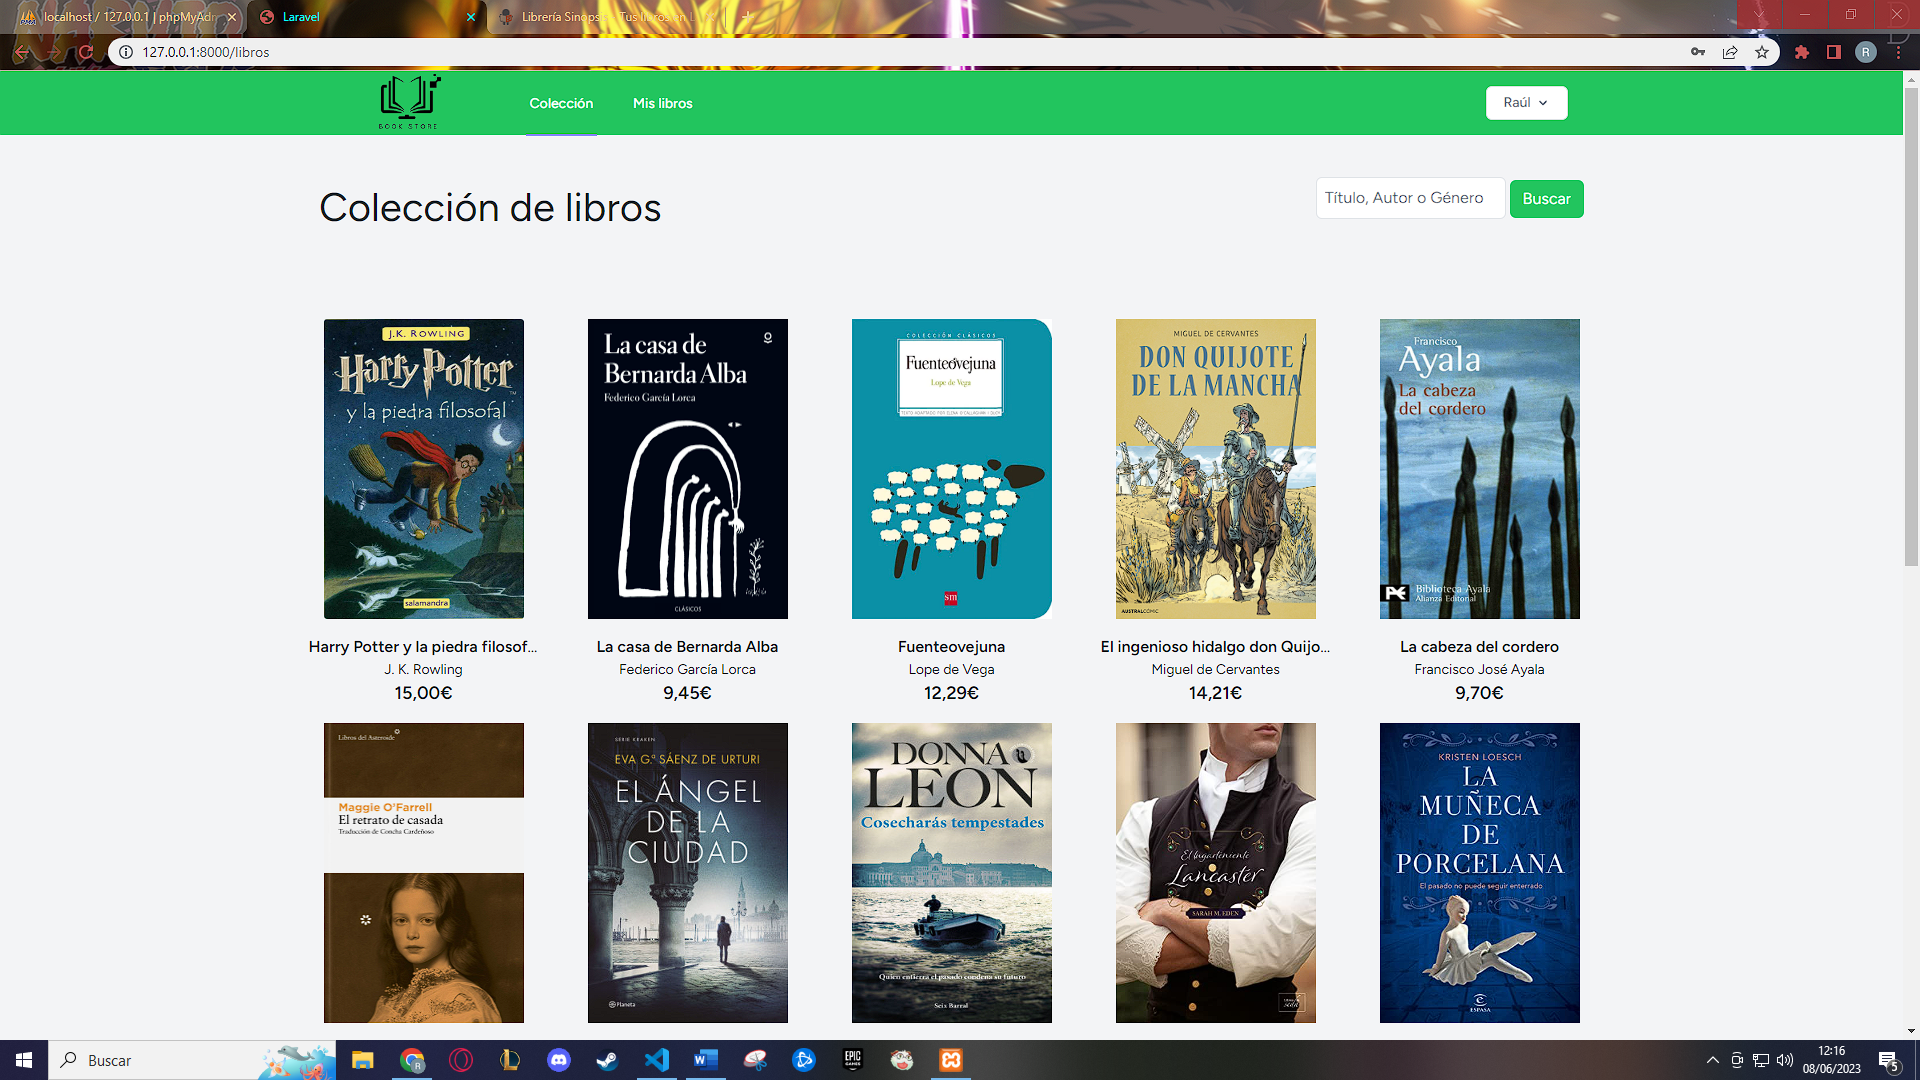 localhost / 127.0.0.1 | phpMyAdm
Laravel
Librería Sinopsis - Tus libros en L
127.0.0.1:8000/libros
R
BOOK STORE
Colección
Mis libros
Raúl
Colección de libros
Título, Autor o Género
Buscar
J.K. ROWLING
Harry Potter
y la piedra filosofal
salamandra
La casa de
Bernarda Alba
Federico García Lorca
CLÁSICOS
COLECCIÓN CLÁSICOS
Fuenteovejuna
Lope de Vega
sm
MIGUEL DE CERVANTES
DON QUIJOTE
DE LA MANCHA
AUSTRAL COMIC
Francisco
Ayala
La cabeza
del cordero
Biblioteca Ayala
Alianza Editorial
Harry Potter y la piedra filosof...
J. K. Rowling
15,00€
La casa de Bernarda Alba
Federico García Lorca
9,45€
Fuenteovejuna
Lope de Vega
12,29€
El ingenioso hidalgo don Quijo...
Miguel de Cervantes
14,21€
La cabeza del cordero
Francisco José Ayala
9,70€
Libros del Asteroide
Maggie O'Farrell
El retrato de casada
Traducción de Concha Cardeñoso
SERIE KRAKEN
EVA G.ª SÁENZ DE URTURI
EL ÁNGEL
DE LA
CIUDAD
Planeta
DONNA
LEON
Cosecharás tempestades
Quien entierra el pasado condena su futuro
Seix Barral
El lugarteniente
Lancaster
SARAH M. EDEN
KRISTEN LOESCH
LA
MUÑECA
DE
PORCELANA
El pasado no puede seguir enterrado
ESPASA
Buscar
EPIC
GAMES
12:16
08/06/2023
5